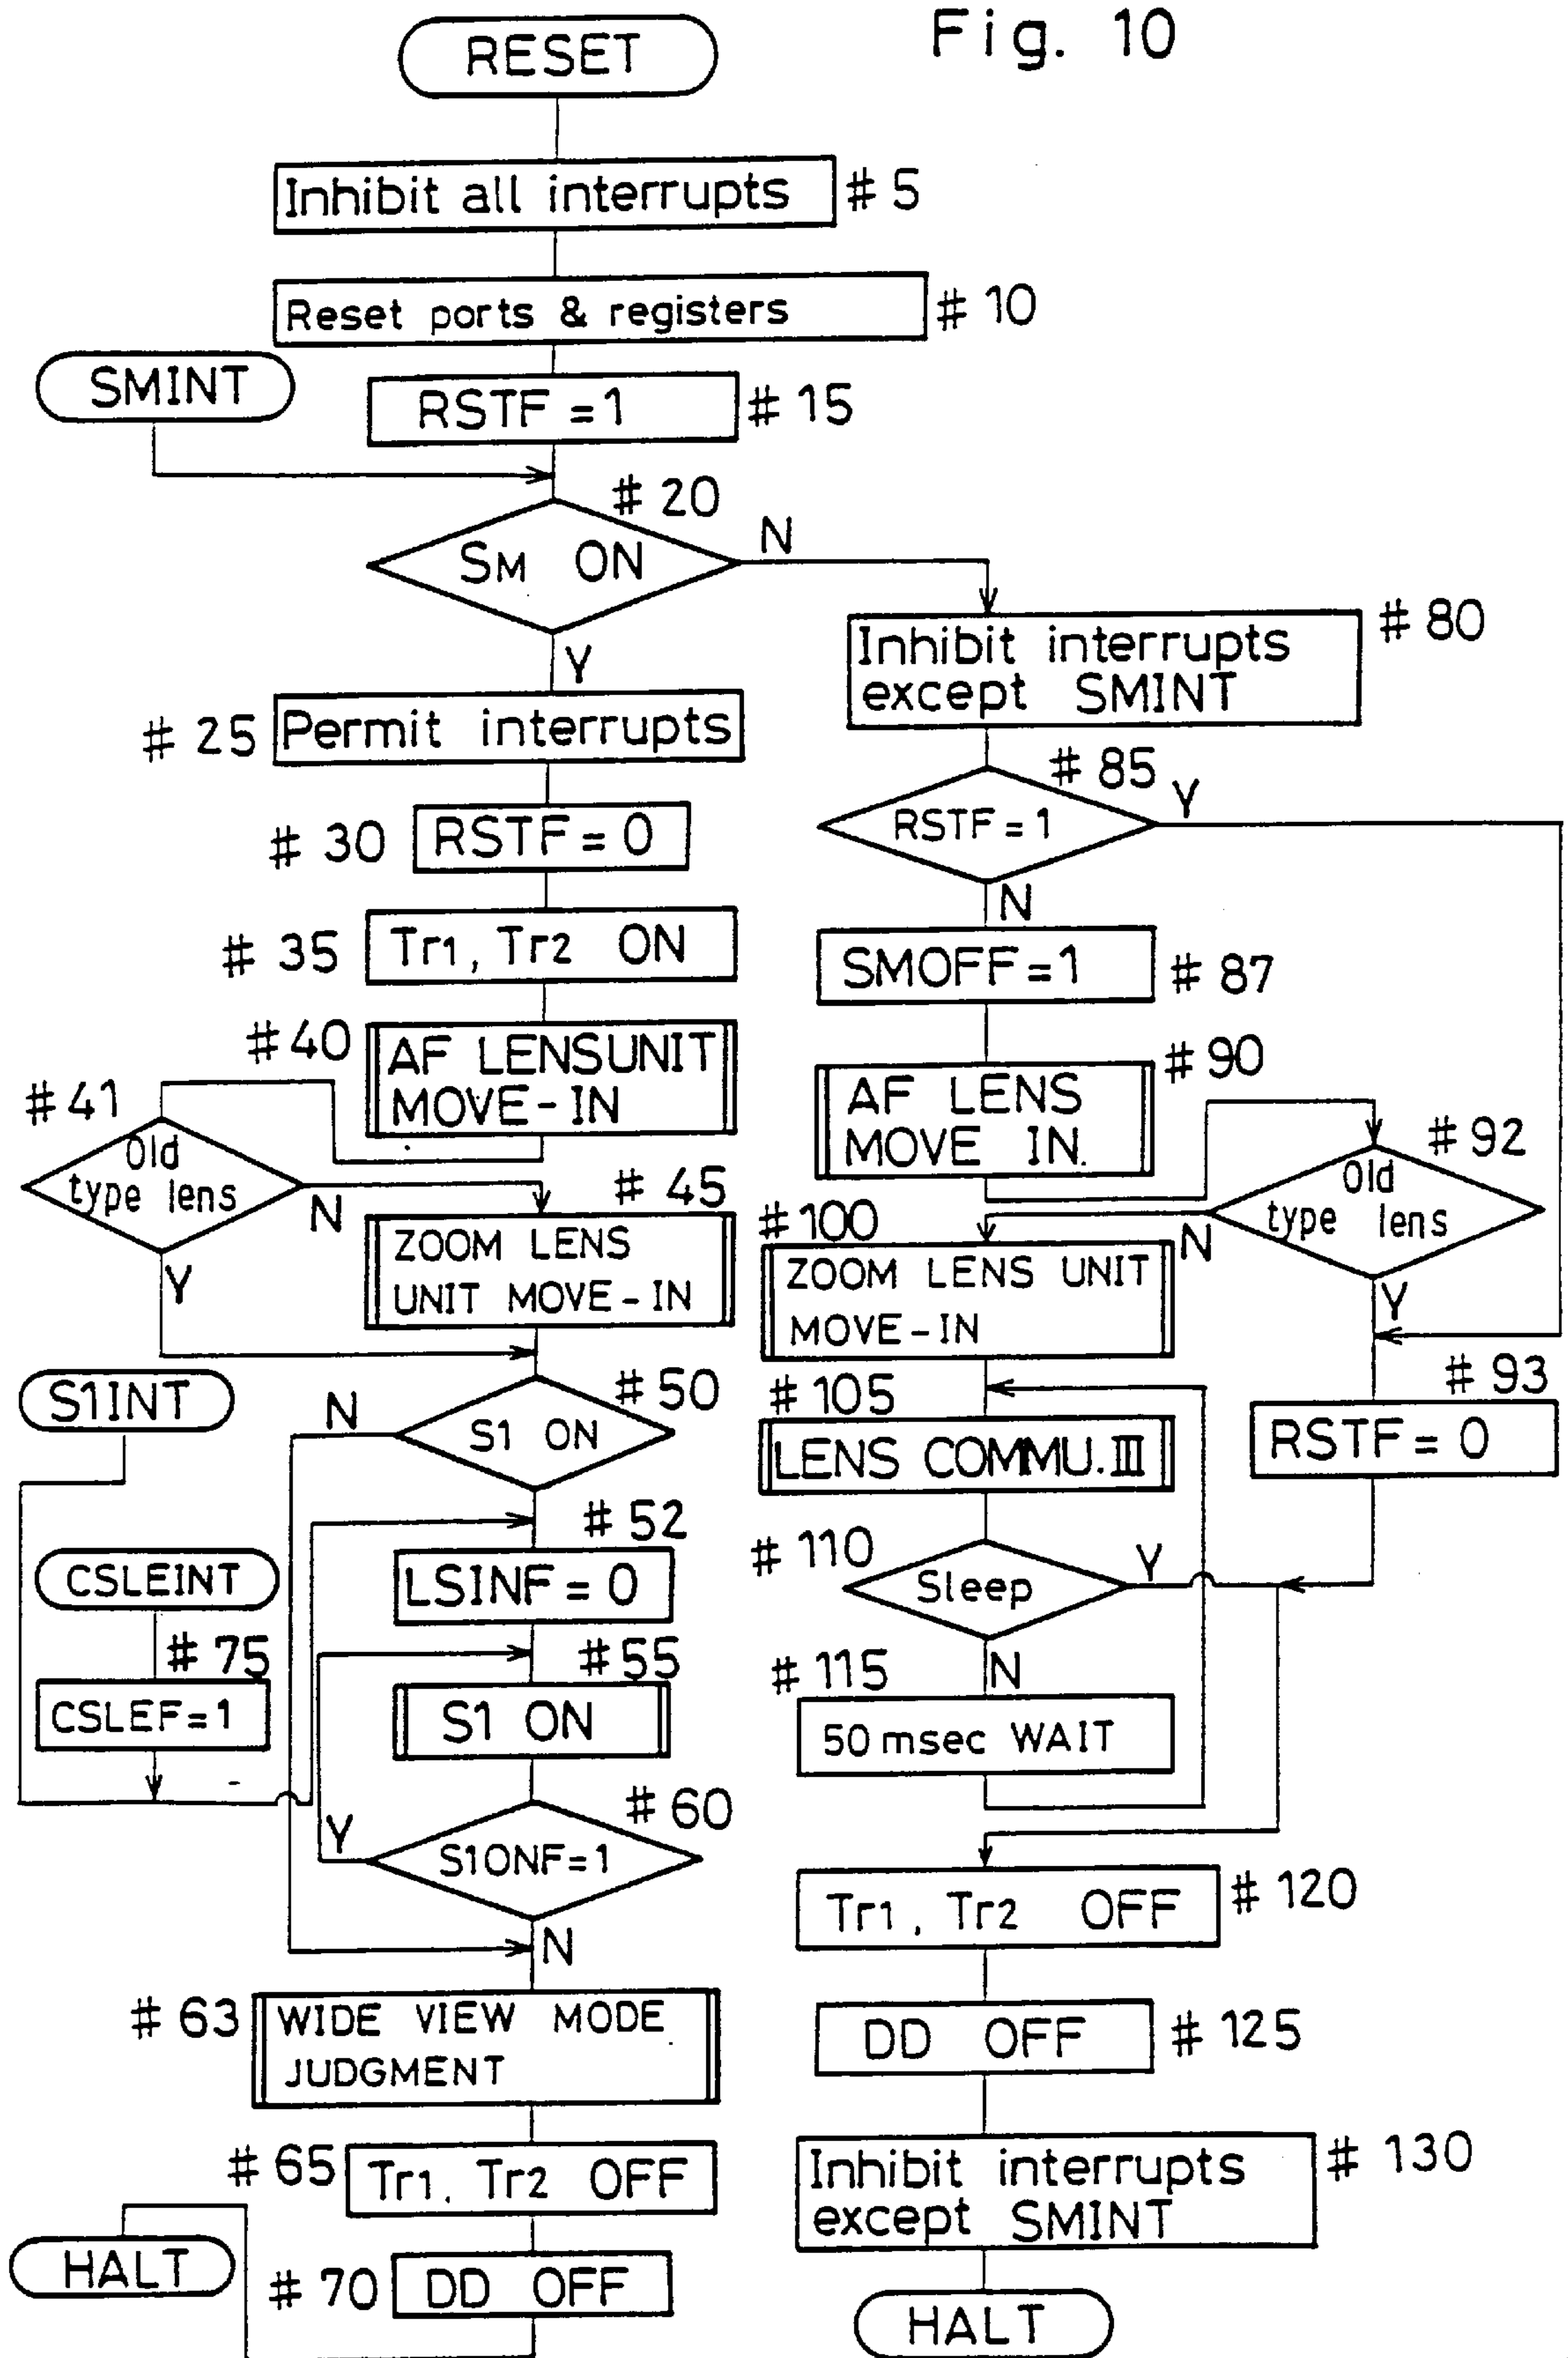 Fig. 10
RESET
Inhibit all interrupts
# 5
Reset ports & registers
# 10
SMINT
RSTF = 1
# 15
# 20
SM ON
N
Y
# 25
Permit interrupts
# 30
RSTF = 0
# 35
Tr1, Tr2 ON
# 40
AF LENSUNIT
MOVE-IN
# 41
Old
type lens
N
Y
# 45
ZOOM LENS
UNIT MOVE-IN
S1INT
# 50
S1 ON
N
# 52
LSINF = 0
CSLEINT
# 75
CSLEF=1
# 55
S1 ON
# 60
S1ONF=1
Y
N
# 63
WIDE VIEW MODE
JUDGMENT
# 65
Tr1, Tr2 OFF
# 70
DD OFF
HALT
# 80
Inhibit interrupts
except SMINT
# 85
RSTF=1
Y
N
SMOFF=1
# 87
# 90
AF LENS
MOVE IN.
# 92
Old
type lens
N
Y
# 100
ZOOM LENS UNIT
MOVE-IN
# 93
RSTF = 0
# 105
LENS COMMU.III
# 110
Sleep
Y
N
# 115
50 msec WAIT
Tr1, Tr2 OFF
# 120
DD OFF
# 125
Inhibit interrupts
except SMINT
# 130
HALT